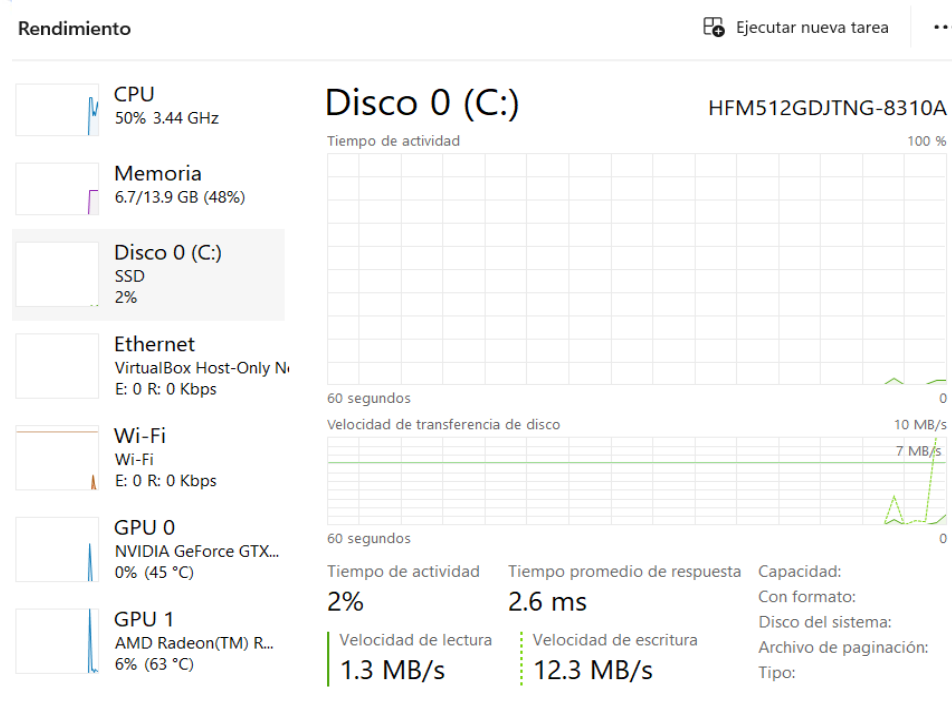 Rendimiento
Ejecutar nueva tarea
CPU
50% 3.44 GHz
Memoria
6.7/13.9 GB (48%)
Disco 0 (C:)
SSD
2%
Ethernet
VirtualBox Host-Only
E: 0 R: 0 Kbps
Wi-Fi
Wi-Fi
E: 0 R: 0 Kbps
GPU 0
NVIDIA GeForce GTX...
0% (45 °C)
GPU 1
AMD Radeon(TM) R...
6% (63 °C)
Disco 0 (C:)
HFM512GDJTNG-8310A
Tiempo de actividad
100 %
60 segundos
0
Velocidad de transferencia de disco
10 MB/s
7 MB/s
60 segundos
0
Tiempo de actividad
2%
Tiempo promedio de respuesta
2.6 ms
Velocidad de lectura
1.3 MB/s
Velocidad de escritura
12.3 MB/s
Capacidad:
Con formato:
Disco del sistema:
Archivo de paginación:
Tipo: